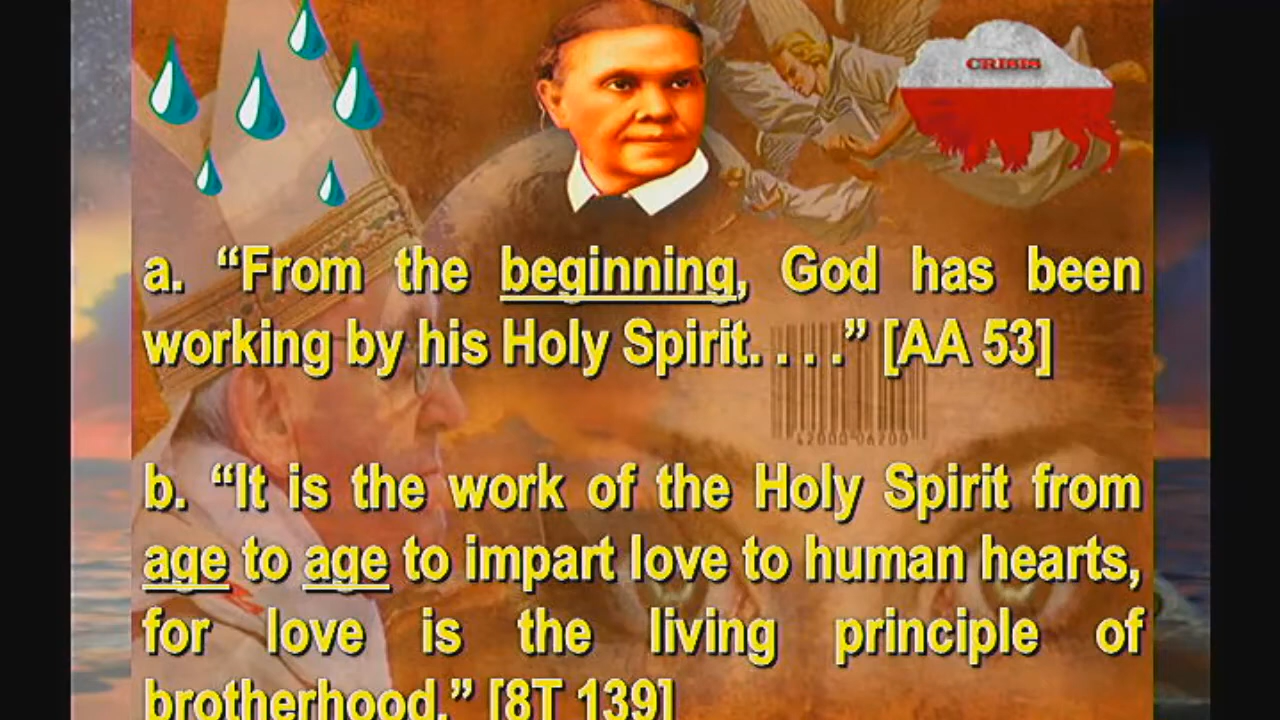 CRISIS
a. “From the beginning, God has been
working by his Holy Spirit. . . .” [AA 53]
b. “It is the work of the Holy Spirit from
age to age to impart love to human hearts,
for love is the living principle of
brotherhood.” [8T 139]